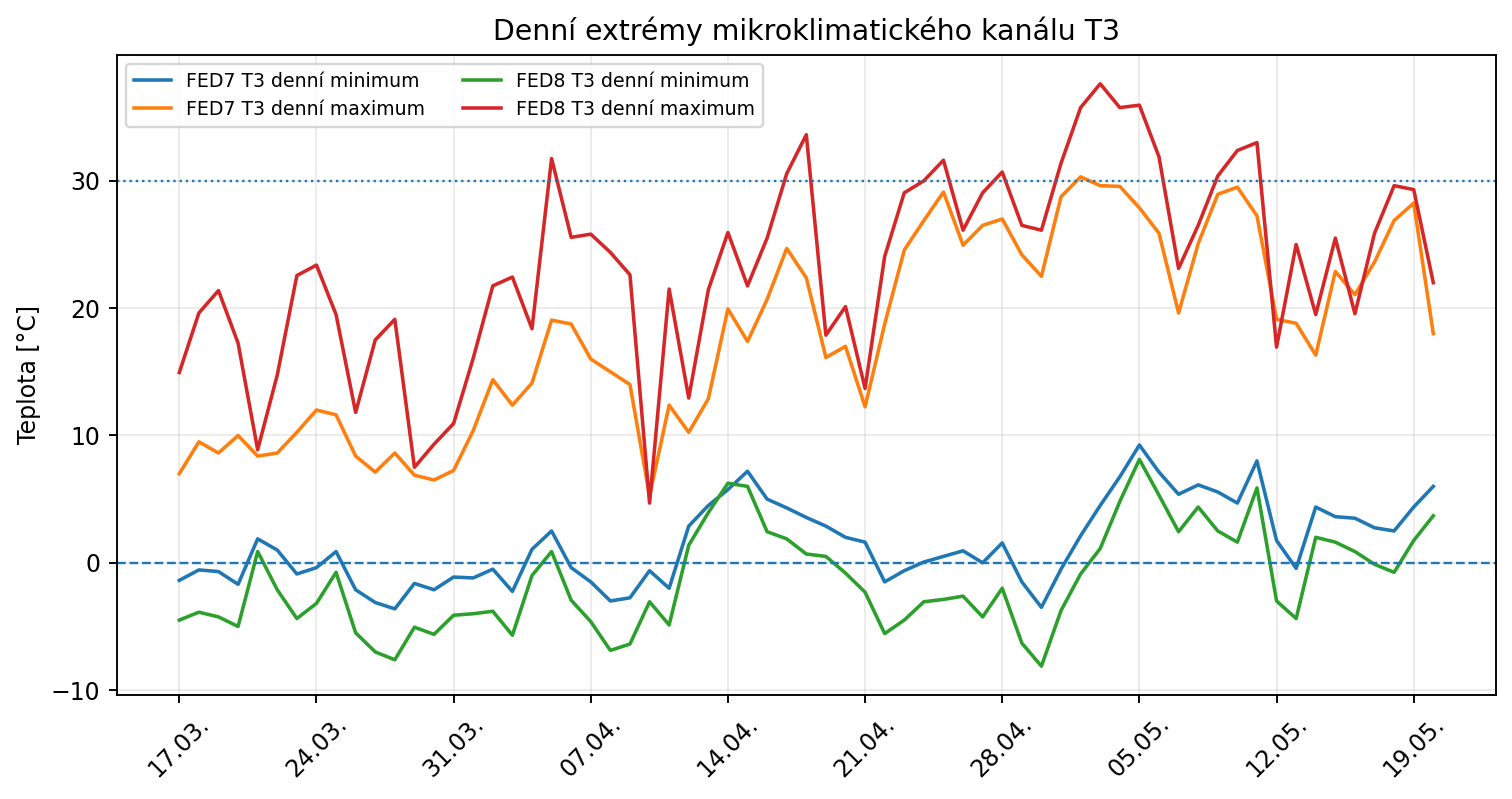 Denní extrémy mikroklimatického kanálu T3
FED7 T3 denní minimum
FED7 T3 denní maximum
FED8 T3 denní minimum
FED8 T3 denní maximum
Teplota [°C]
30
20
10
0
−10
17.03.
24.03.
31.03.
07.04.
14.04.
21.04.
28.04.
05.05.
12.05.
19.05.